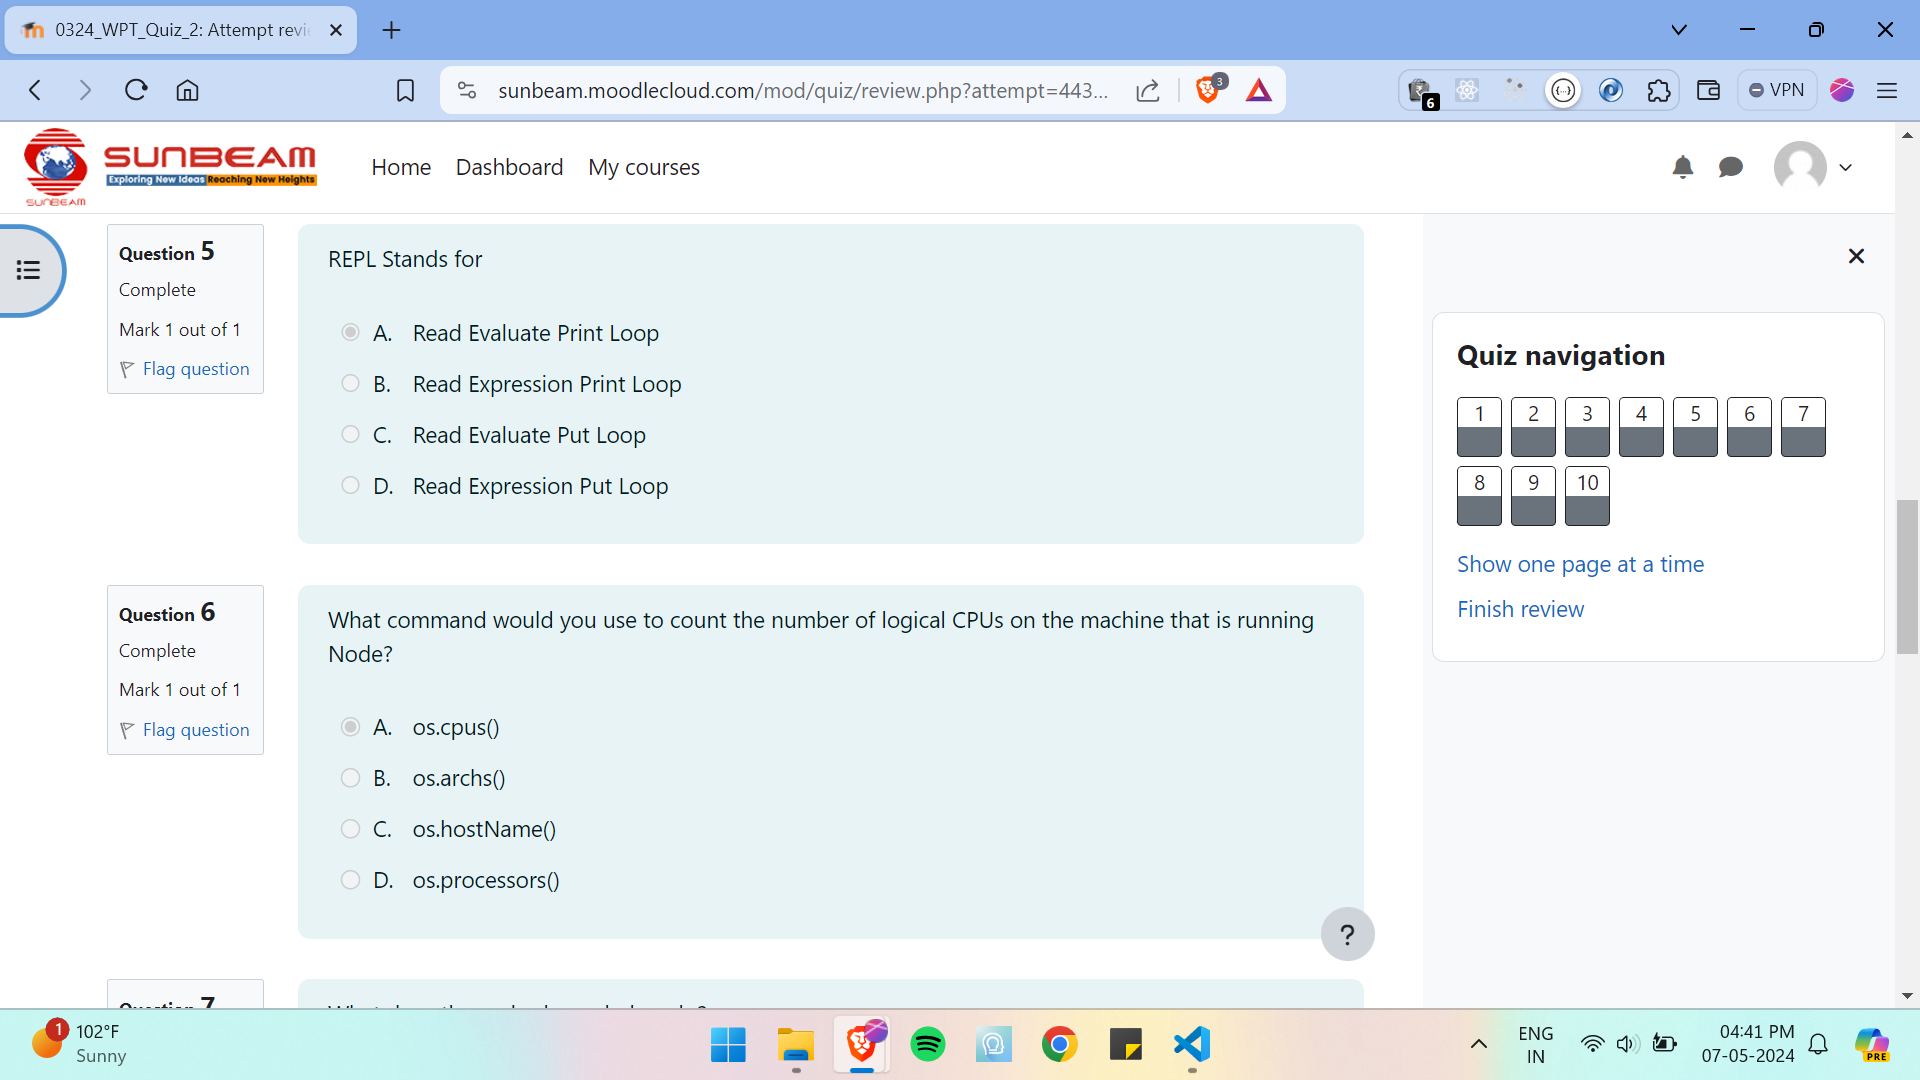 0324_WPT_Quiz_2: Attempt revi
sunbeam.moodlecloud.com/mod/quiz/review.php?attempt=443...
3
6
VPN
SUNBEAM
Exploring New Ideas Reaching New Heights
SUNBEAM
Home
Dashboard
My courses
Question 5
Complete
Mark 1 out of 1
Flag question
REPL Stands for
A. Read Evaluate Print Loop
B. Read Expression Print Loop
C. Read Evaluate Put Loop
D. Read Expression Put Loop
Question 6
Complete
Mark 1 out of 1
Flag question
What command would you use to count the number of logical CPUs on the machine that is running
Node?
A. os.cpus()
B. os.archs()
C. os.hostName()
D. os.processors()
?
Question 7
Quiz navigation
1 2 3 4 5 6 7
8 9 10
Show one page at a time
Finish review
1
102°F
Sunny
ENG
IN
04:41 PM
07-05-2024
PRE